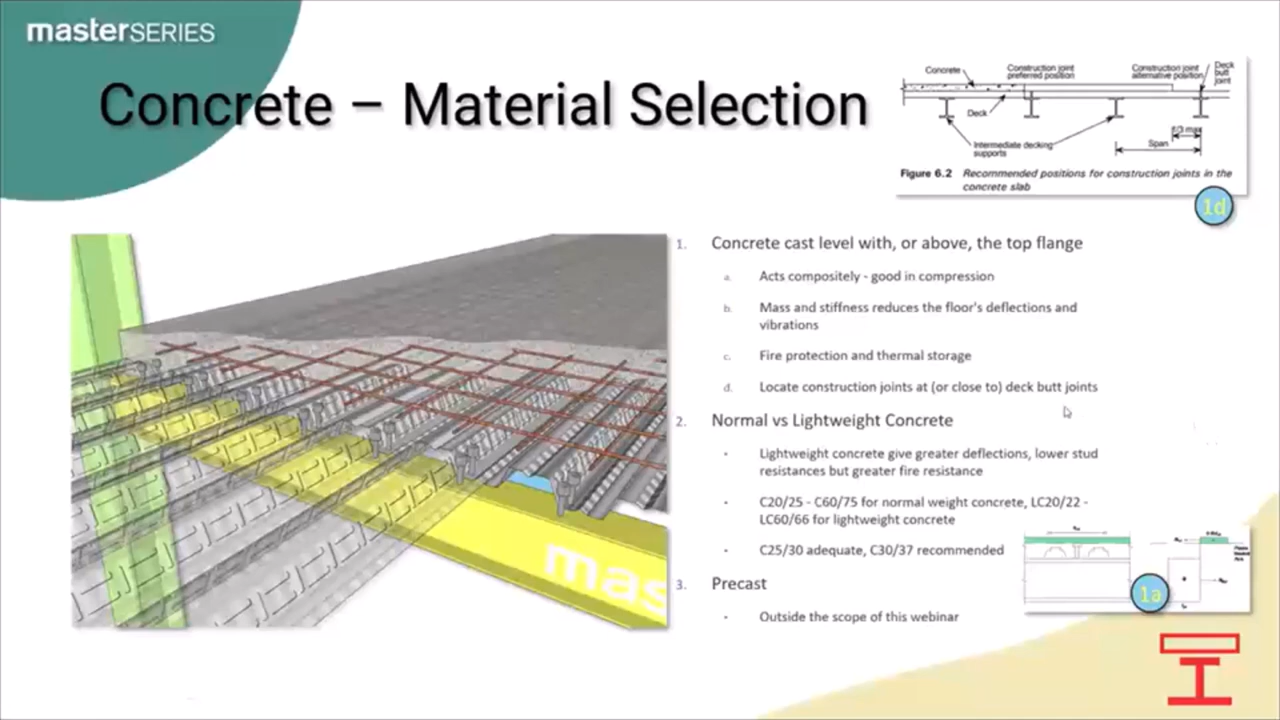 masterSERIES
Concrete – Material Selection
Concrete
Construction joint
preferred position
Construction joint
alternative position
Deck
butt
joint
Deck
Intermediate decking
supports
Span
Figure 6.2 Recommended positions for construction joints in the
concrete slab
1d
1. Concrete cast level with, or above, the top flange
a. Acts compositely - good in compression
b. Mass and stiffness reduces the floor's deflections and
vibrations
c. Fire protection and thermal storage
d. Locate construction joints at (or close to) deck butt joints
2. Normal vs Lightweight Concrete
- Lightweight concrete give greater deflections, lower stud
resistances but greater fire resistance
- C20/25 - C60/75 for normal weight concrete, LC20/22 -
LC60/66 for lightweight concrete
- C25/30 adequate, C30/37 recommended
3. Precast
- Outside the scope of this webinar
mas
1a